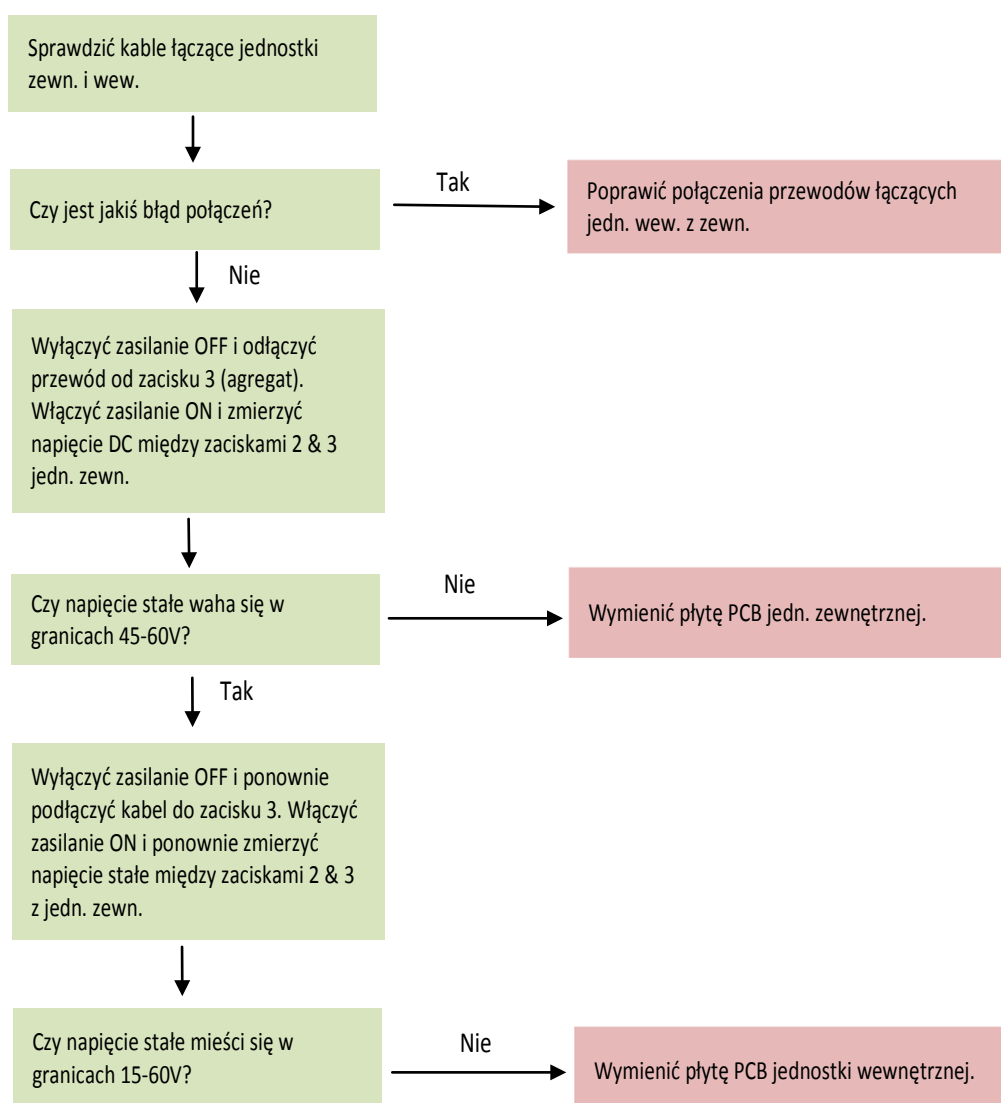 Sprawdzić kable łączące jednostki
zewn. i wew.
Czy jest jakiś błąd połączeń?
Tak
Poprawić połączenia przewodów łączących
jedn. wew. z zewn.
Nie
Wyłączyć zasilanie OFF i odłączyć
przewód od zacisku 3 (agregat).
Włączyć zasilanie ON i zmierzyć
napięcie DC między zaciskami 2 & 3
jedn. zewn.
Czy napięcie stałe waha się w
granicach 45-60V?
Nie
Wymienić płytę PCB jedn. zewnętrznej.
Tak
Wyłączyć zasilanie OFF i ponownie
podłączyć kabel do zacisku 3. Włączyć
zasilanie ON i ponownie zmierzyć
napięcie stałe między zaciskami 2 & 3
z jedn. zewn.
Czy napięcie stałe mieści się w
granicach 15-60V?
Nie
Wymienić płytę PCB jednostki wewnętrznej.